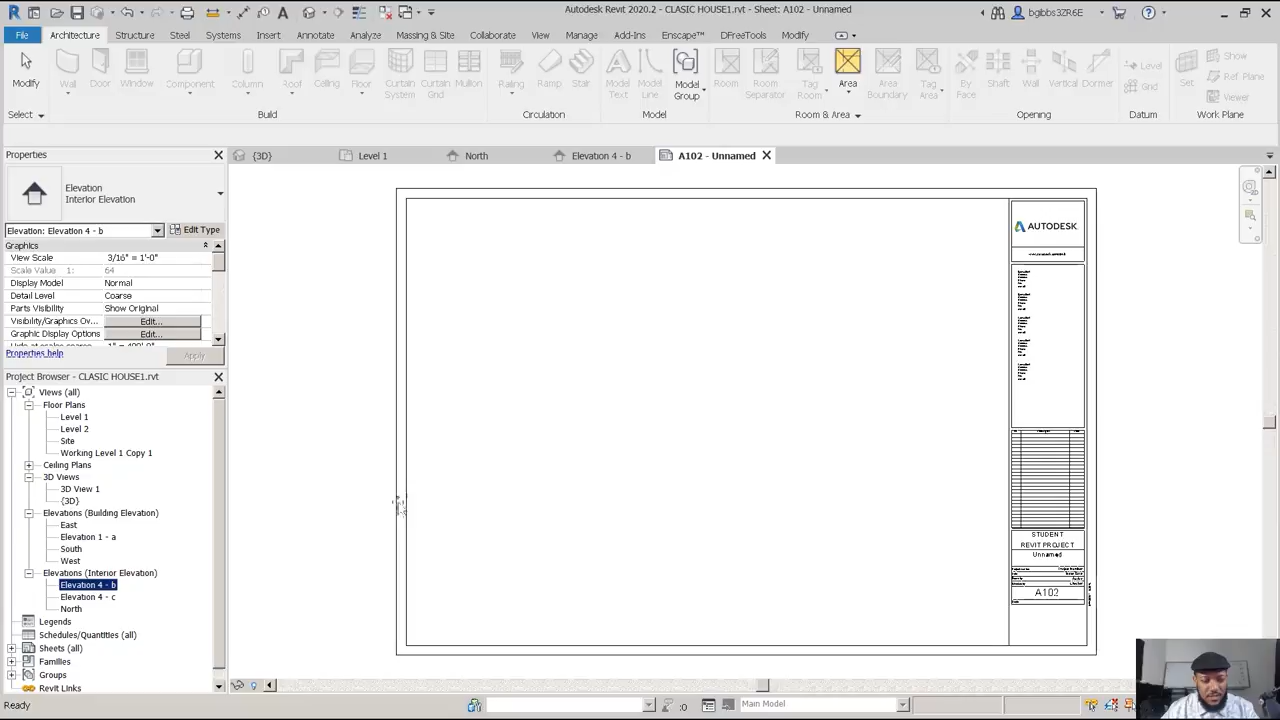 Autodesk Revit 2020.2 - CLASIC HOUSE1.rvt - Sheet: A102 - Unnamed
bgibbs3ZR6E
File
Architecture
Structure
Steel
Systems
Insert
Annotate
Analyze
Massing & Site
Collaborate
View
Manage
Add-Ins
Enscape™
DFreeTools
Modify
Modify
Wall
Door
Window
Component
Column
Roof
Ceiling
Floor
Curtain System
Curtain Grid
Mullion
Railing
Ramp
Stair
Model Text
Model Line
Model Group
Room
Room Separator
Tag Room
Area
Area Boundary
Tag Area
By Face
Shaft
Wall
Vertical
Dormer
Level
Grid
Set
Show
Ref Plane
Viewer
Select
Build
Circulation
Model
Room & Area
Opening
Datum
Work Plane
Properties
{3D}
Level 1
North
Elevation 4 - b
A102 - Unnamed
Elevation
Interior Elevation
Elevation: Elevation 4 - b
Edit Type
Graphics
View Scale 3/16" = 1'-0"
Scale Value 1: 64
Display Model Normal
Detail Level Coarse
Parts Visibility Show Original
Visibility/Graphics Ov... Edit...
Graphic Display Options Edit...
Properties help
Apply
Project Browser - CLASIC HOUSE1.rvt
Views (all)
Floor Plans
Level 1
Level 2
Site
Working Level 1 Copy 1
Ceiling Plans
3D Views
3D View 1
{3D}
Elevations (Building Elevation)
East
Elevation 1 - a
South
West
Elevations (Interior Elevation)
Elevation 4 - b
Elevation 4 - c
North
Legends
Schedules/Quantities (all)
Sheets (all)
Families
Groups
Revit Links
AUTODESK
STUDENT
REVIT PROJECT
Unnamed
A102
Ready
:0
Main Model